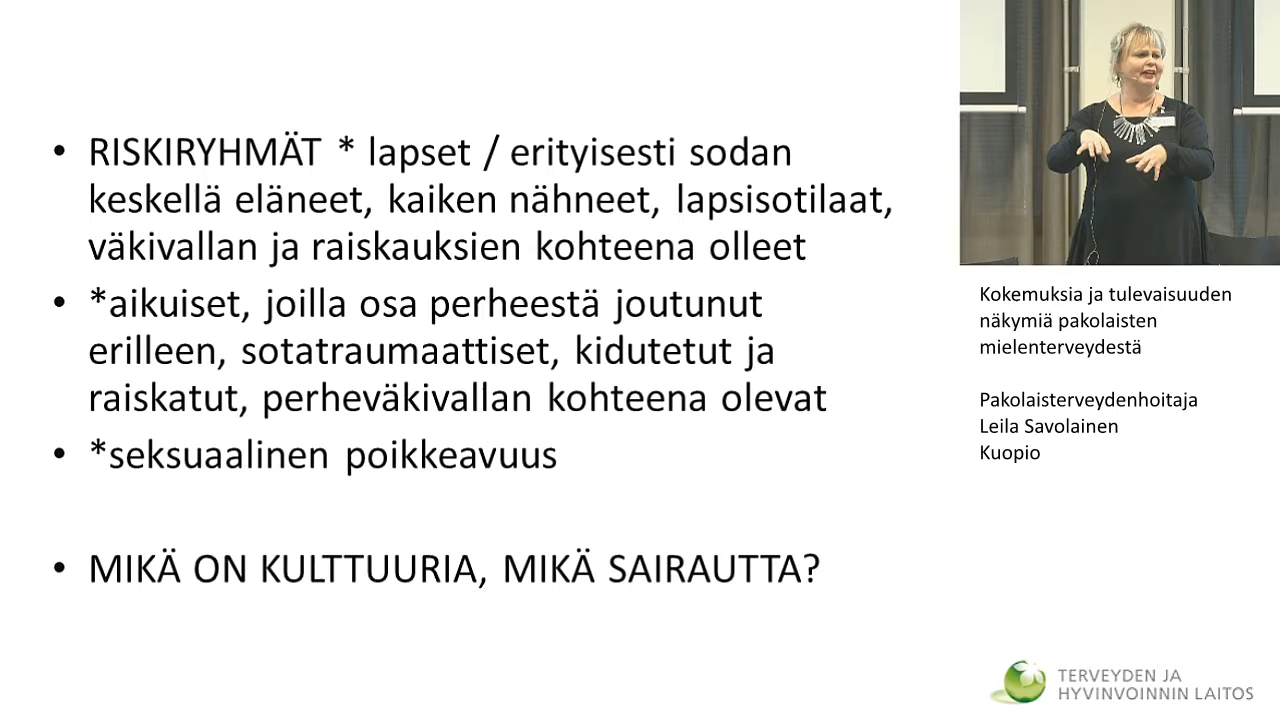 • RISKIRYHMÄT * lapset / erityisesti sodan
keskellä eläneet, kaiken nähneet, lapsisotilaat,
väkivallan ja raiskauksien kohteena olleet
• *aikuiset, joilla osa perheestä joutunut
erilleen, sotatraumaattiset, kidutetut ja
raiskatut, perheväkivallan kohteena olevat
• *seksuaalinen poikkeavuus
• MIKÄ ON KULTTUURIA, MIKÄ SAIRAUTTA?
Kokemuksia ja tulevaisuuden
näkymiä pakolaisten
mielenterveydestä
Pakolaisterveydenhoitaja
Leila Savolainen
Kuopio
TERVEYDEN JA
HYVINVOINNIN LAITOS